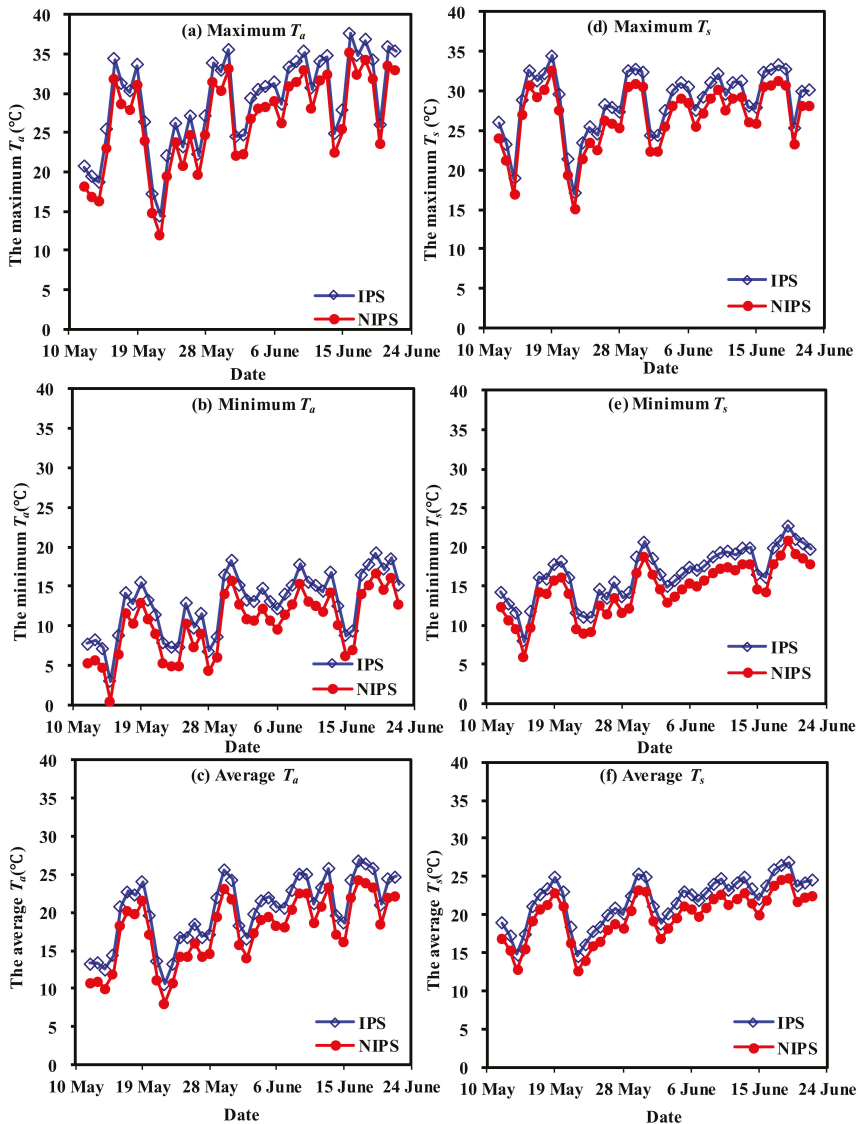 (a) Maximum Ta
The maximum Ta (℃)
40
35
30
25
20
15
10
5
0
IPS
NIPS
10 May 19 May 28 May 6 June 15 June 24 June
Date
(d) Maximum Ts
The maximum Ts (℃)
40
35
30
25
20
15
10
5
0
IPS
NIPS
10 May 19 May 28 May 6 June 15 June 24 June
Date
(b) Minimum Ta
The minimum Ta(℃)
40
35
30
25
20
15
10
5
0
IPS
NIPS
10 May 19 May 28 May 6 June 15 June 24 June
Date
(e) Minimum Ts
The minimum Ts(℃)
40
35
30
25
20
15
10
5
0
IPS
NIPS
10 May 19 May 28 May 6 June 15 June 24 June
Date
(c) Average Ta
The average Ta(℃)
40
35
30
25
20
15
10
5
0
IPS
NIPS
10 May 19 May 28 May 6 June 15 June 24 June
Date
(f) Average Ts
The average Ts(℃)
40
35
30
25
20
15
10
5
0
IPS
NIPS
10 May 19 May 28 May 6 June 15 June 24 June
Date